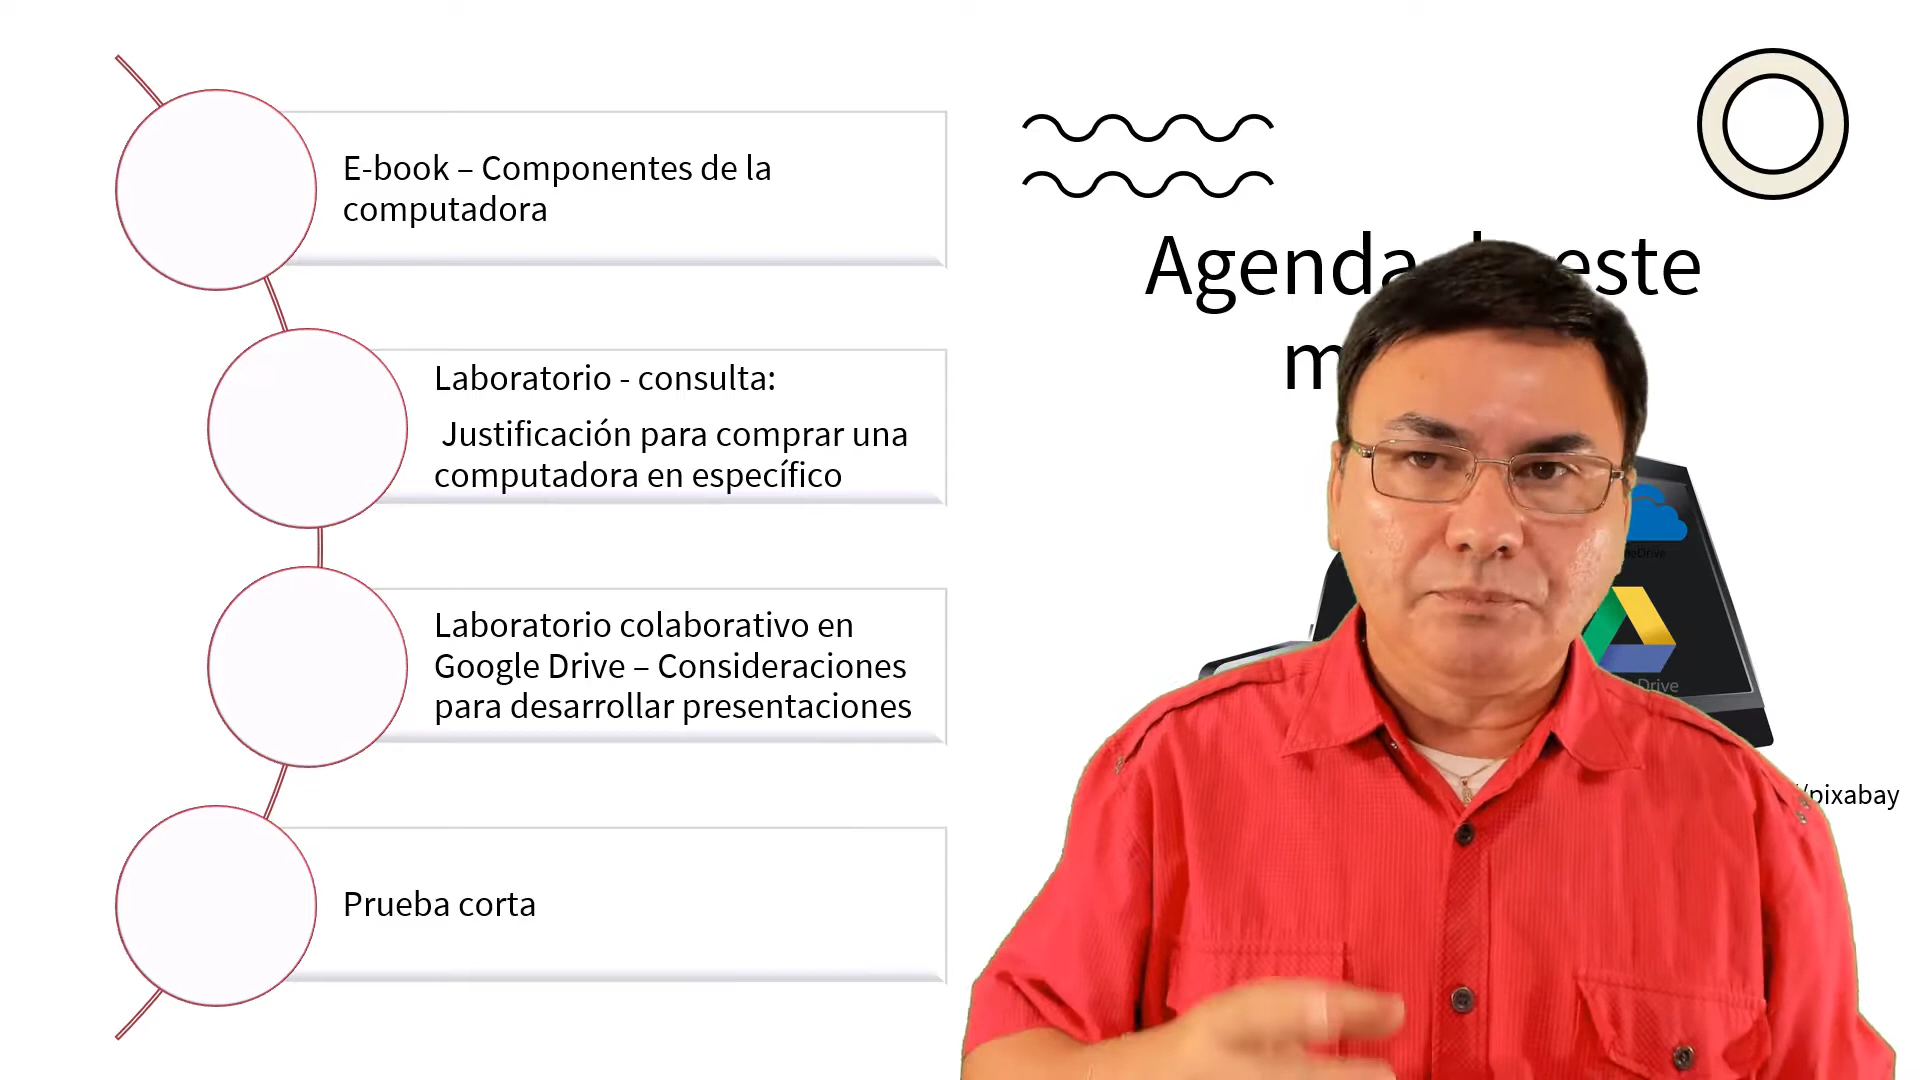 E-book – Componentes de la
computadora
Laboratorio - consulta:
Justificación para comprar una
computadora en específico
Laboratorio colaborativo en
Google Drive – Consideraciones
para desarrollar presentaciones
Prueba corta
Agenda este
Drive
/pixabay